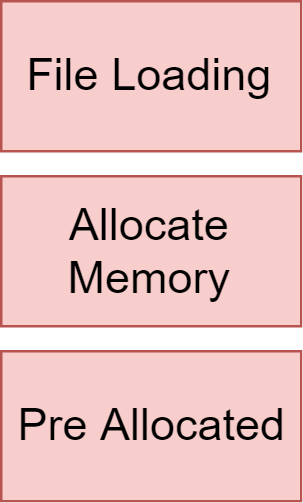 File Loading
Allocate
Memory
Pre Allocated